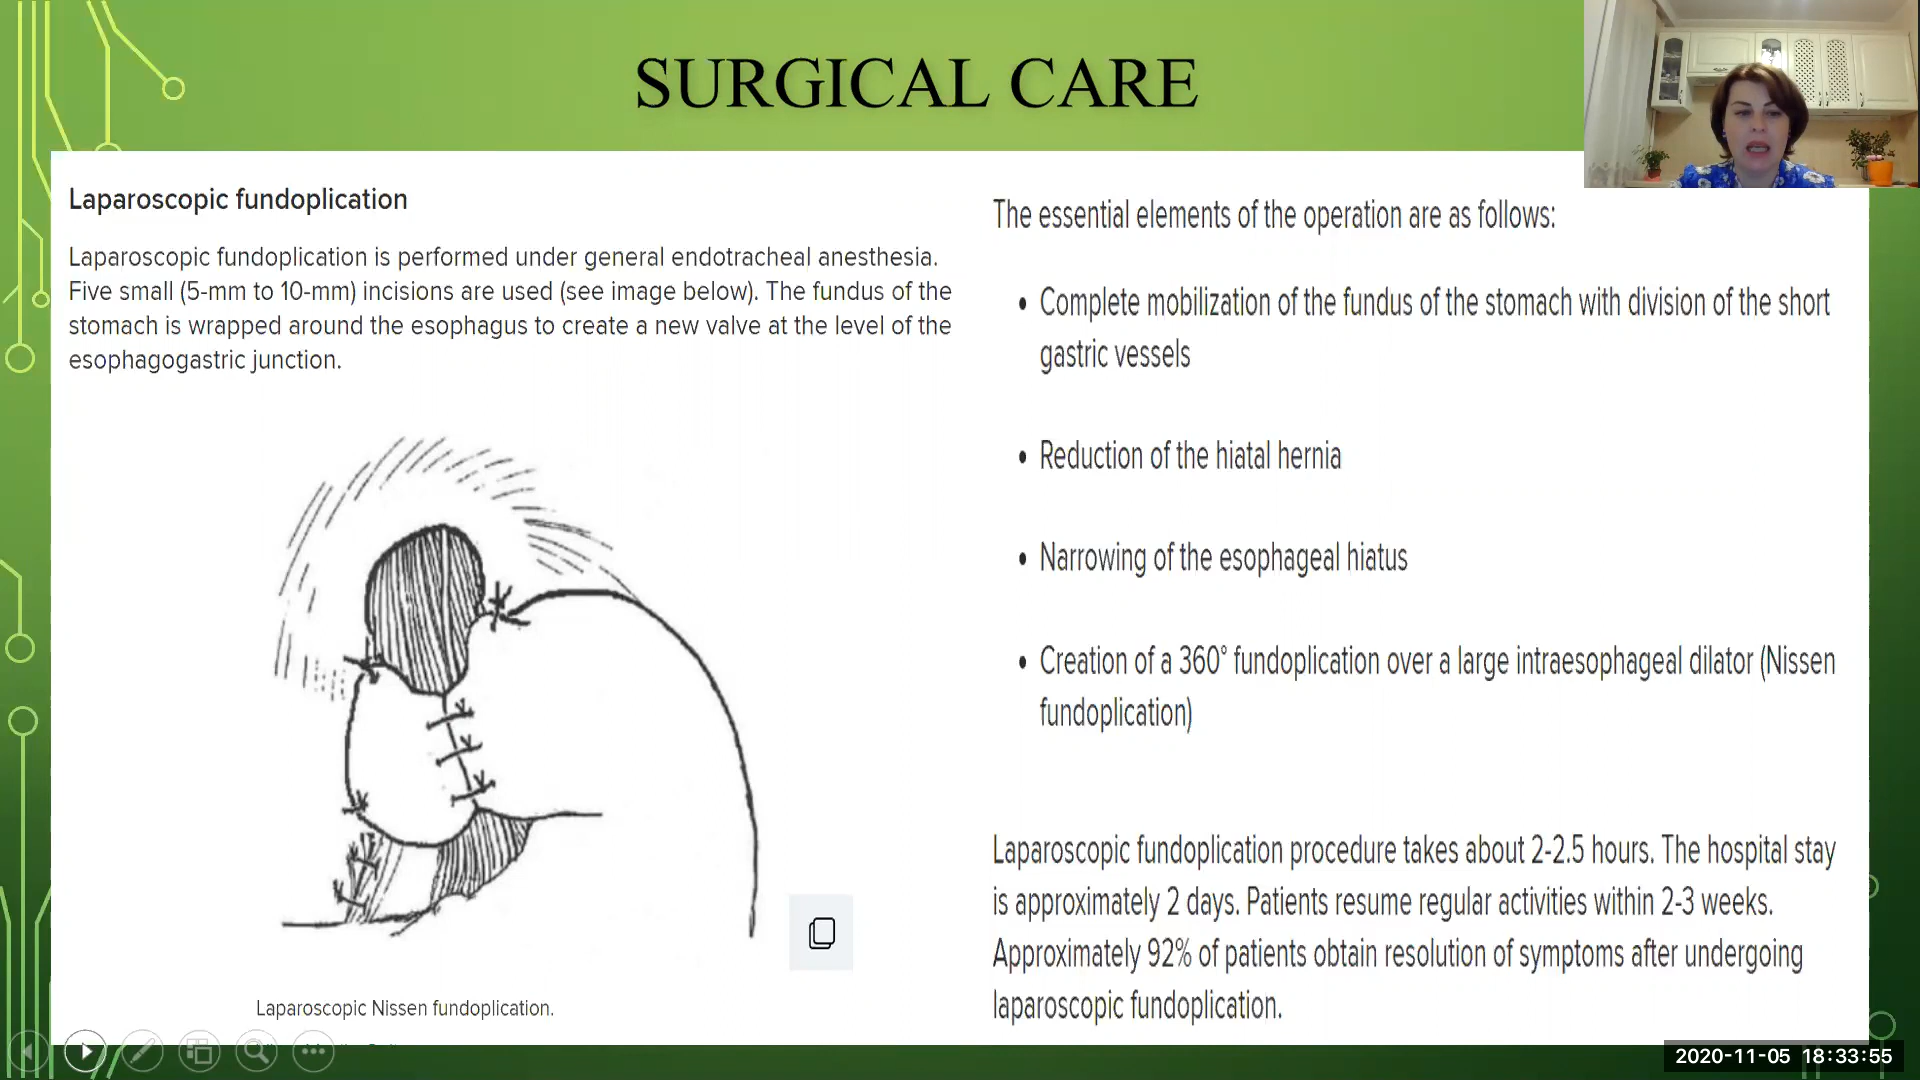 SURGICAL CARE
Laparoscopic fundoplication
Laparoscopic fundoplication is performed under general endotracheal anesthesia.
Five small (5-mm to 10-mm) incisions are used (see image below). The fundus of the
stomach is wrapped around the esophagus to create a new valve at the level of the
esophagogastric junction.
Laparoscopic Nissen fundoplication.
The essential elements of the operation are as follows:
• Complete mobilization of the fundus of the stomach with division of the short
gastric vessels
• Reduction of the hiatal hernia
• Narrowing of the esophageal hiatus
• Creation of a 360° fundoplication over a large intraesophageal dilator (Nissen
fundoplication)
Laparoscopic fundoplication procedure takes about 2-2.5 hours. The hospital stay
is approximately 2 days. Patients resume regular activities within 2-3 weeks.
Approximately 92% of patients obtain resolution of symptoms after undergoing
laparoscopic fundoplication.
2020-11-05 18:33:55